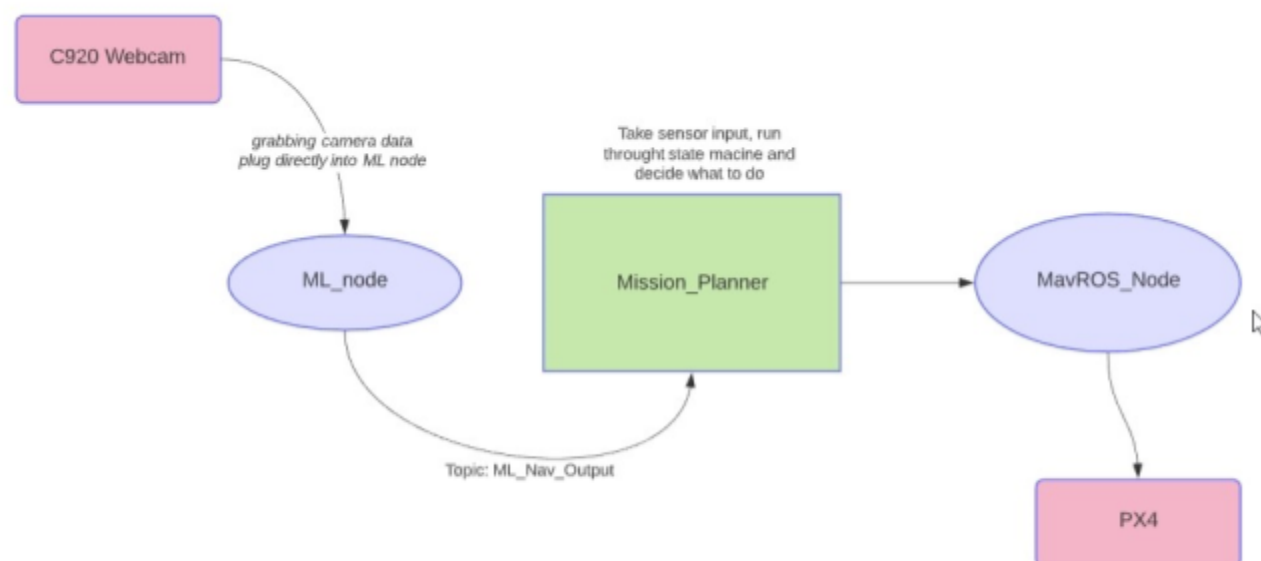 C920 Webcam
grabbing camera data
plug directly into ML node
Take sensor input, run
throught state macine and
decide what to do
ML_node
Mission_Planner
MavROS_Node
Topic: ML_Nav_Output
PX4